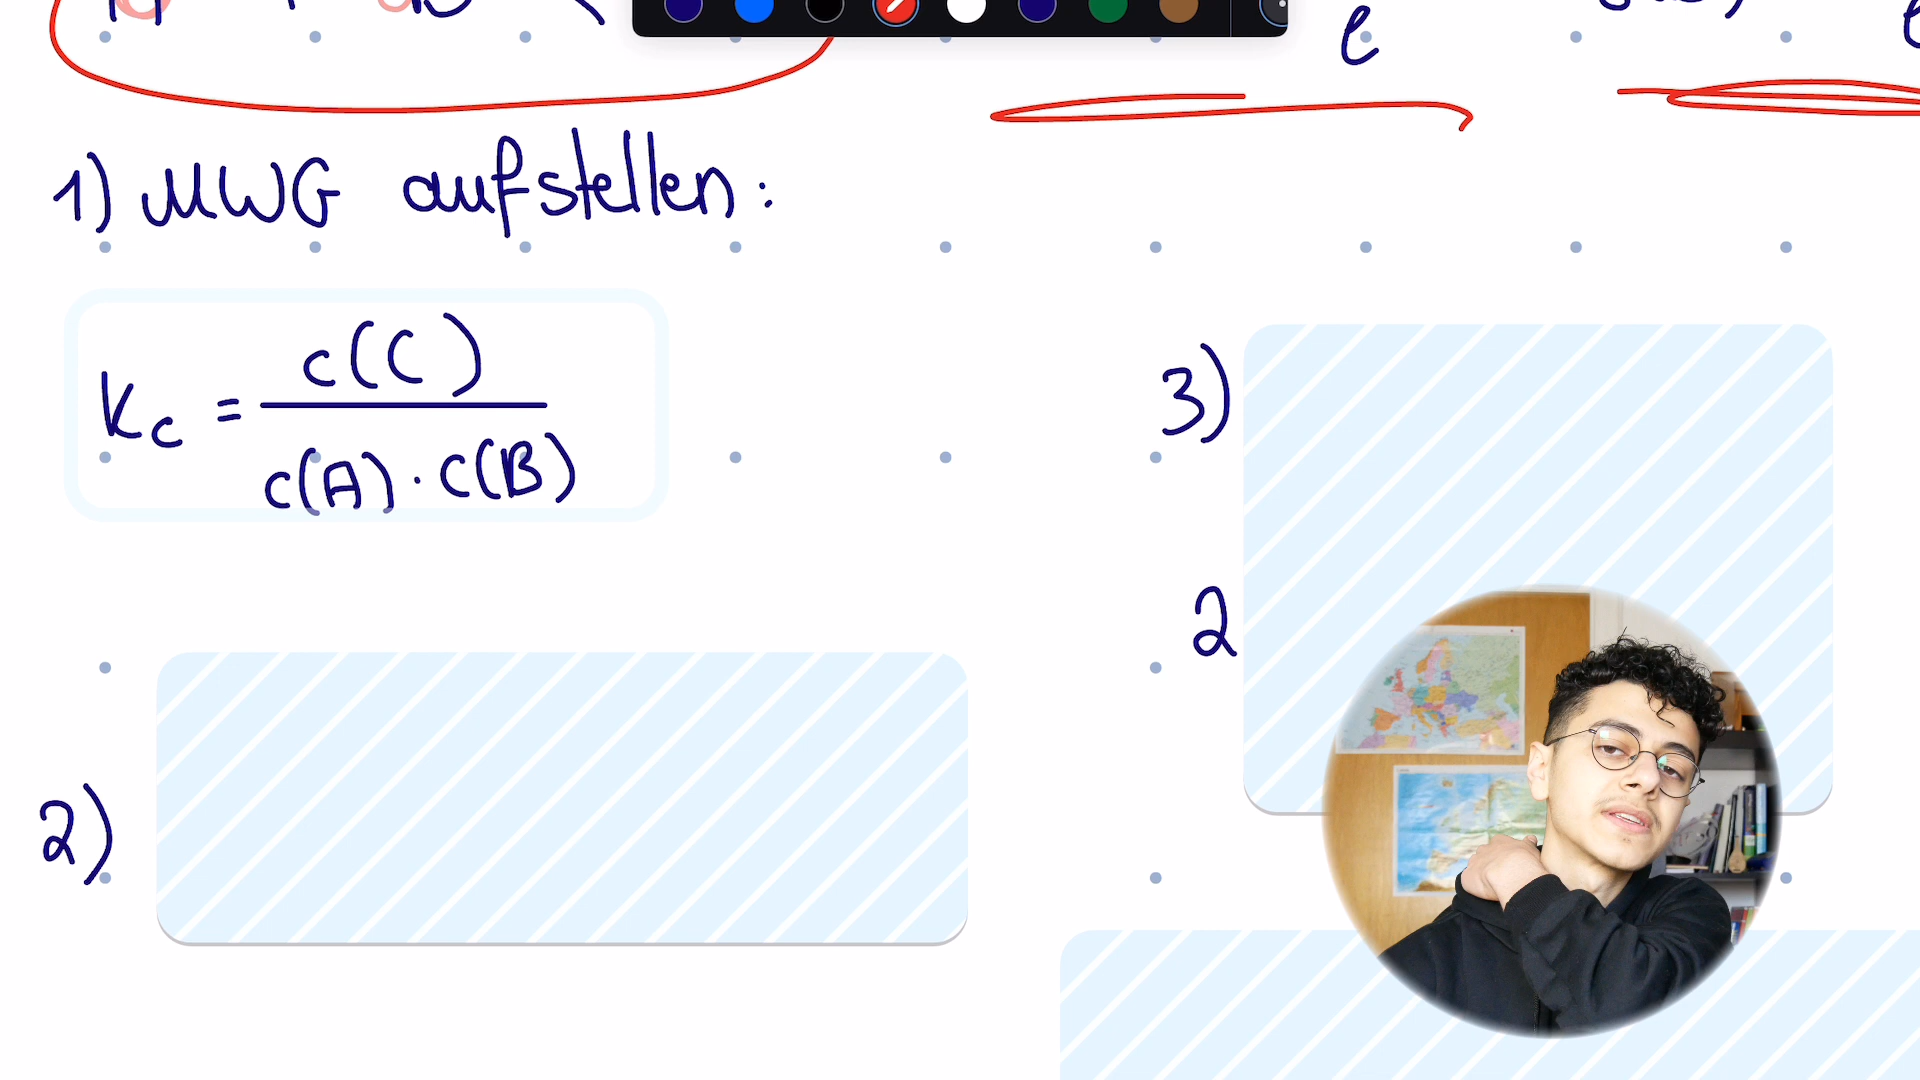 1) MWG aufstellen:
Kc = c(C) / c(A) · c(B)
3)
2
2)